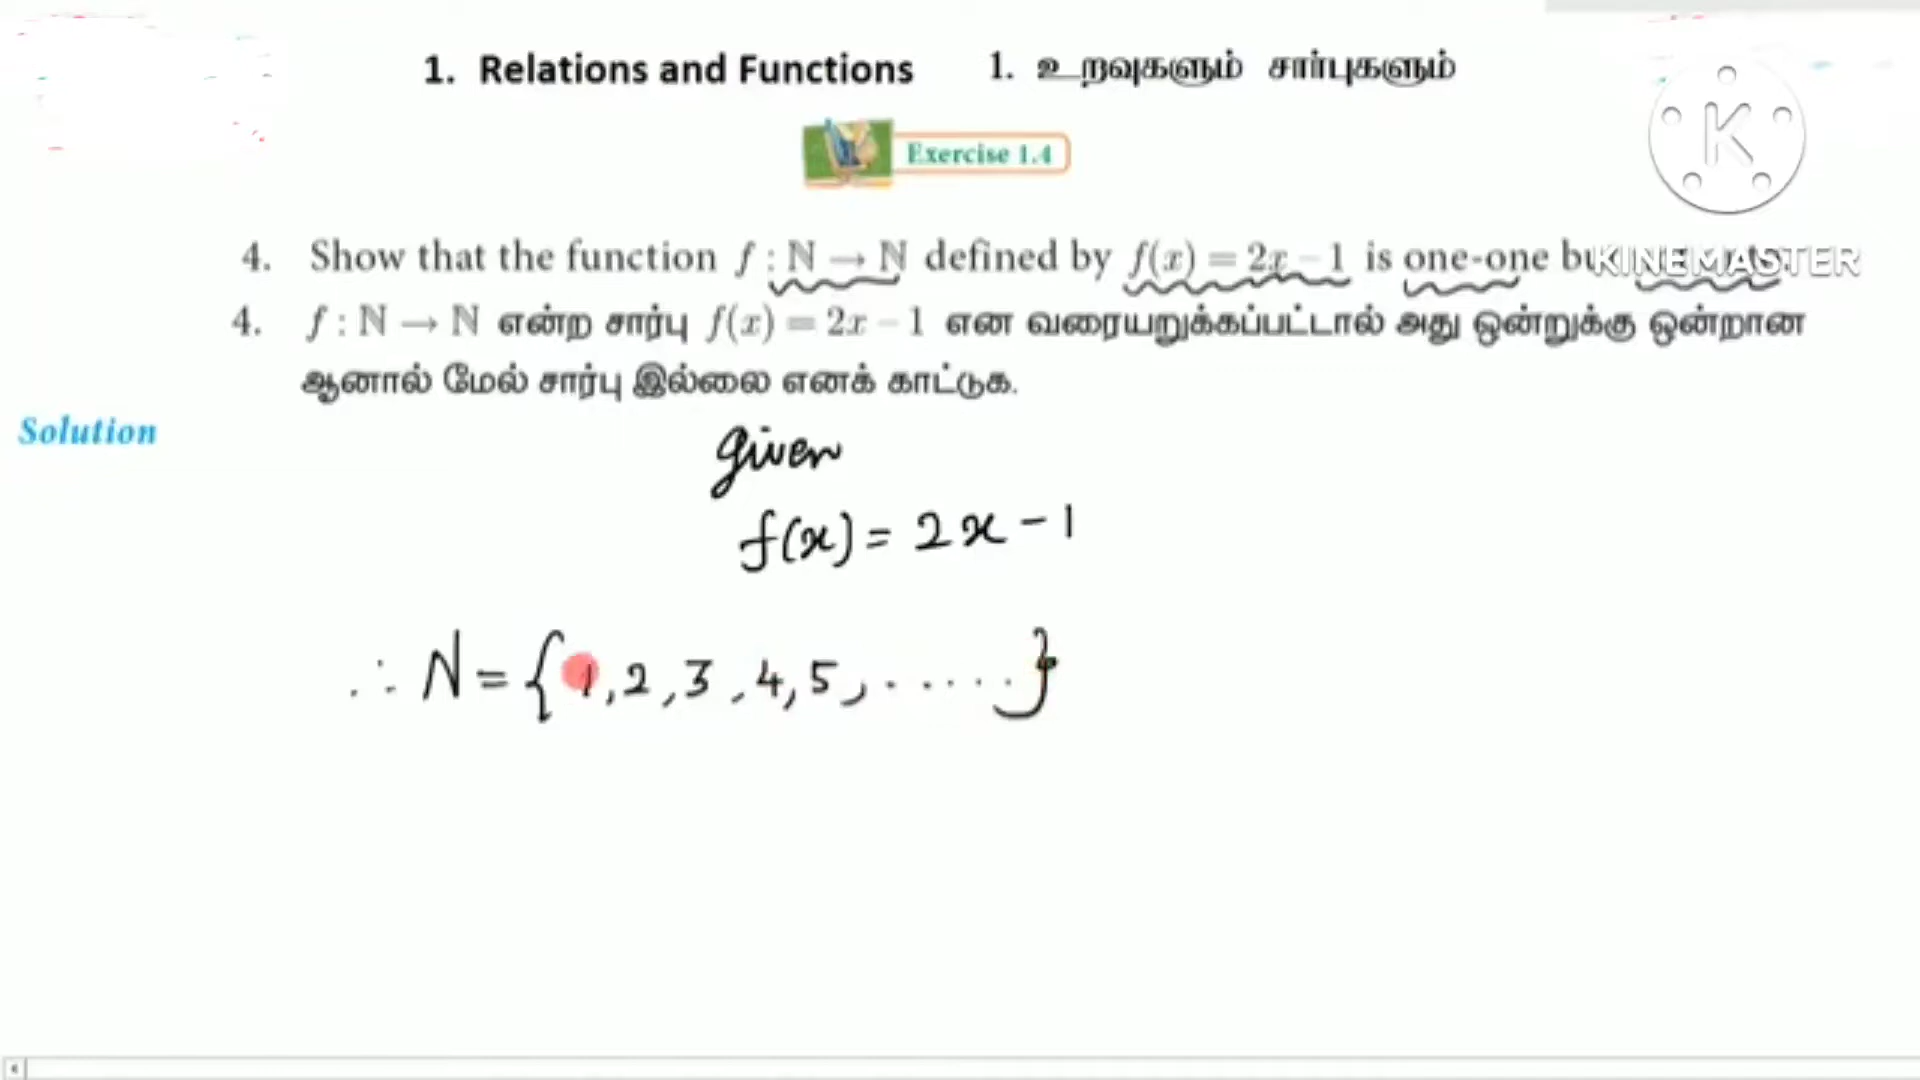 1. Relations and Functions 1. உறவுகளும் சார்புகளும்
K
Exercise 1.4
4. Show that the function f : ℕ → ℕ defined by f(x) = 2x − 1 is one-one bu
KINEMASTER
4. f : ℕ → ℕ என்ற சார்பு f(x) = 2x − 1 என வரையறுக்கப்பட்டால் அது ஒன்றுக்கு ஒன்றான
ஆனால் மேல் சார்பு இல்லை எனக் காட்டுக.
Solution
Given
f(x) = 2x − 1
∴ N = {1, 2, 3, 4, 5, ......}